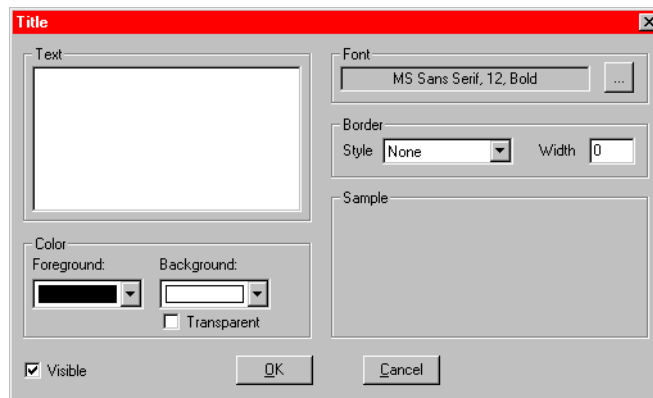 Title
Text
Font
MS Sans Serif, 12, Bold
...
Border
Style None Width 0
Sample
Color
Foreground: Background:
Transparent
Visible
OK
Cancel